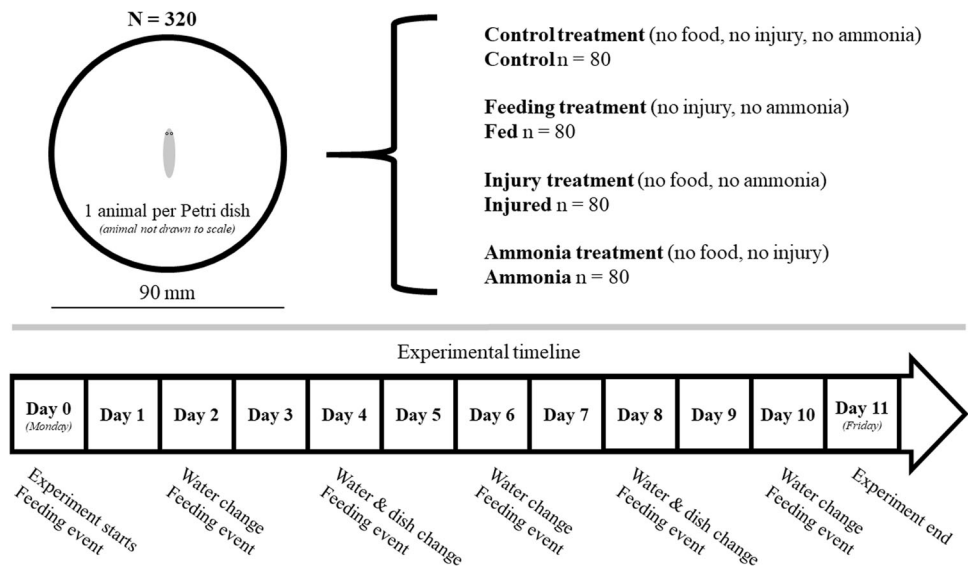 N = 320
1 animal per Petri dish
(animal not drawn to scale)
90 mm
Control treatment (no food, no injury, no ammonia)
Control n = 80
Feeding treatment (no injury, no ammonia)
Fed n = 80
Injury treatment (no food, no ammonia)
Injured n = 80
Ammonia treatment (no food, no injury)
Ammonia n = 80
Experimental timeline
Day 0
(Monday)
Day 1
Day 2
Day 3
Day 4
Day 5
Day 6
Day 7
Day 8
Day 9
Day 10
Day 11
(Friday)
Experiment starts
Feeding event
Water change
Feeding event
Water & dish change
Feeding event
Water change
Feeding event
Water & dish change
Feeding event
Water change
Feeding event
Experiment end